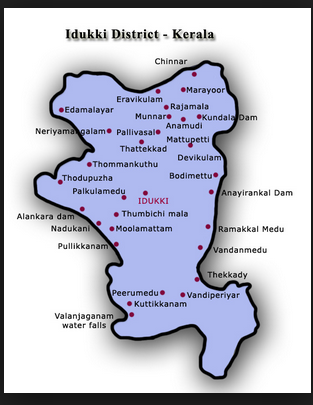 Idukki District - Kerala
Chinnar
Marayoor
Eravikulam
Edamalayar
Rajamala
Munnar
Kundala Dam
Anamudi
Neriyamangalam
Pallivasal
Mattupetti
Thattekkad
Devikulam
Thommankuthu
Bodimettu
Thodupuzha
Palkulamedu
Anayirankal Dam
IDUKKI
Alankara dam
Thumbichi mala
Nadukani
Moolamattam
Ramakkal Medu
Pullikkanam
Vandanmedu
Thekkady
Peerumedu
Vandiperiyar
Kuttikkanam
Valanjaganam
water falls